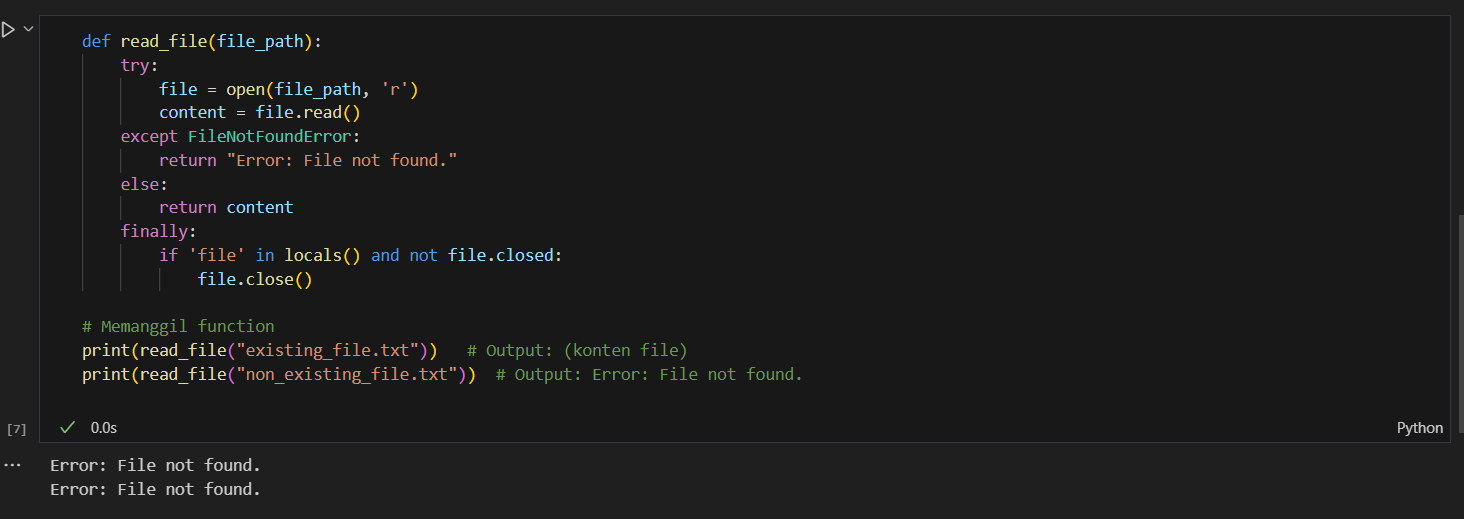 def read_file(file_path):
    try:
        file = open(file_path, 'r')
        content = file.read()
    except FileNotFoundError:
        return "Error: File not found."
    else:
        return content
    finally:
        if 'file' in locals() and not file.closed:
            file.close()

# Memanggil function
print(read_file("existing_file.txt"))   # Output: (konten file)
print(read_file("non_existing_file.txt"))  # Output: Error: File not found.
[7] 0.0s Python
Error: File not found.
Error: File not found.